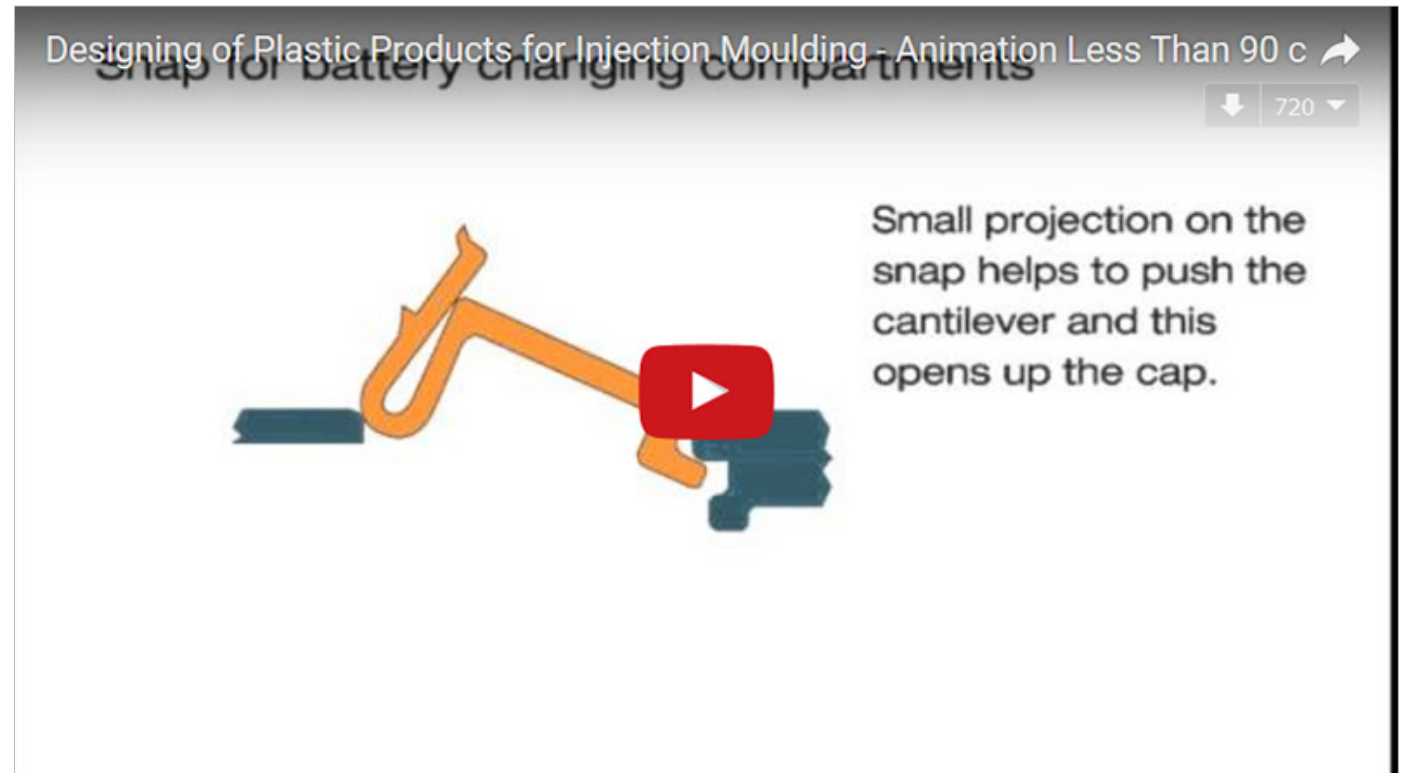 Designing of Plastic Products for Injection Moulding - Animation Less Than 90 c
Snap for battery changing compartments
720
Small projection on the
snap helps to push the
cantilever and this
opens up the cap.